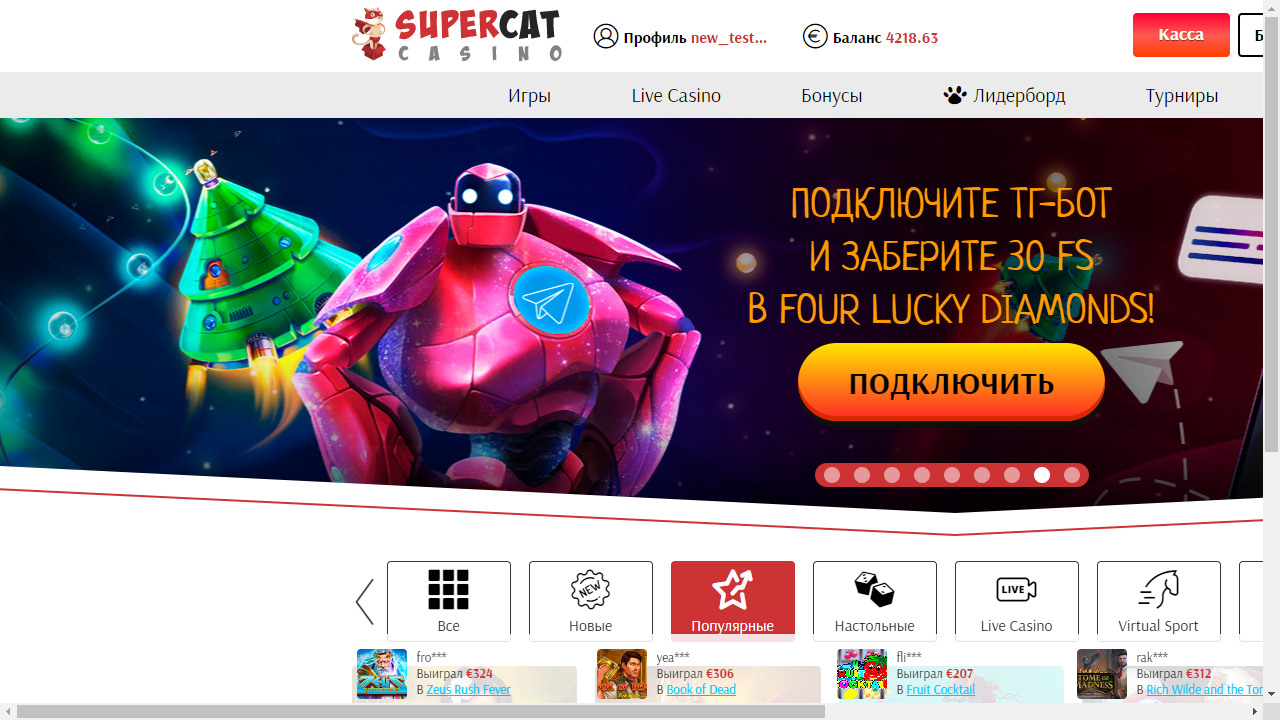 SUPERCAT
CASINO
Профиль new_test...
Баланс 4218.63
Касса
Игры
Live Casino
Бонусы
Лидерборд
Турниры
ПОДКЛЮЧИТЕ ТГ-БОТ
И ЗАБЕРИТЕ 30 FS
В FOUR LUCKY DIAMONDS!
ПОДКЛЮЧИТЬ
Все
NEW
Новые
Популярные
Настольные
LIVE
Live Casino
Virtual Sport
fro***
Выиграл €324
В Zeus Rush Fever
yea***
Выиграл €306
В Book of Dead
fli***
Выиграл €207
В Fruit Cocktail
rak***
Выиграл €312
В Rich Wilde and the